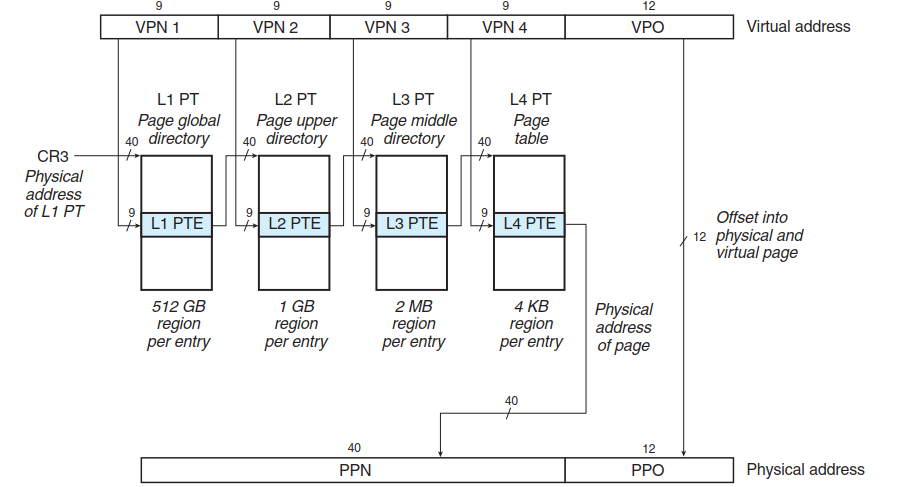 9 9 9 9 12
VPN 1 VPN 2 VPN 3 VPN 4 VPO Virtual address
L1 PT L2 PT L3 PT L4 PT
Page global Page upper Page middle Page
directory directory directory table
40 40 40 40
CR3
Physical
address
of L1 PT
9 9 9 9
L1 PTE L2 PTE L3 PTE L4 PTE
Offset into
12 physical and
virtual page
512 GB 1 GB 2 MB 4 KB
region region region region
per entry per entry per entry per entry
Physical
address
of page
40
40 12
PPN PPO Physical address